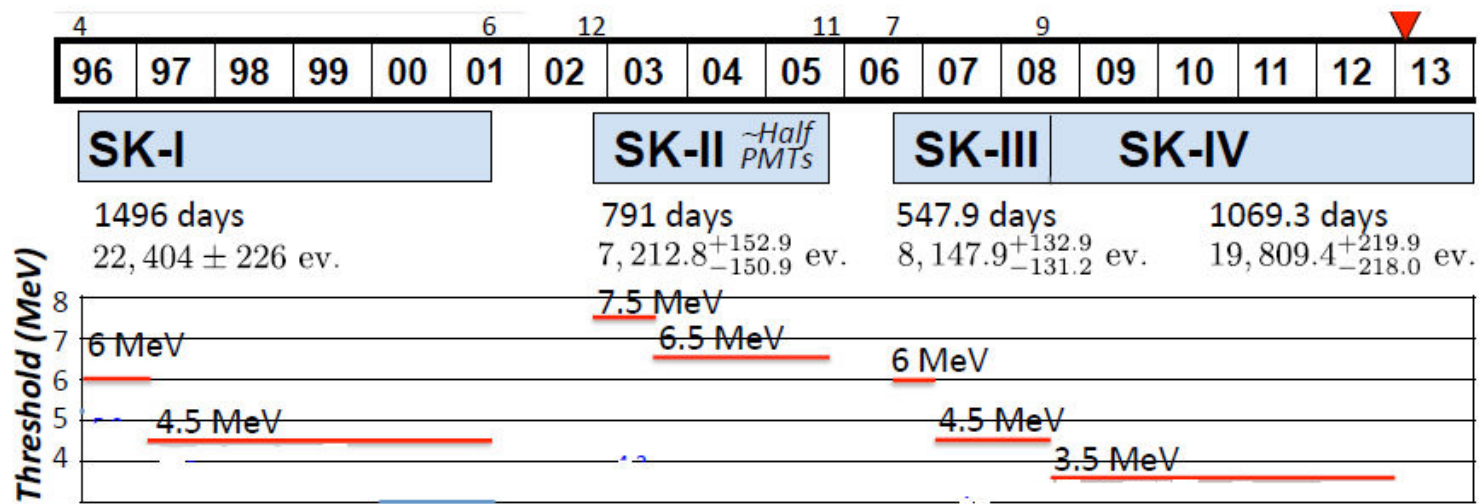 4 6 12 11 7 9
96 97 98 99 00 01 02 03 04 05 06 07 08 09 10 11 12 13
SK-I SK-II ~Half PMTs SK-III SK-IV
1496 days 791 days 547.9 days 1069.3 days
22,404 ± 226 ev. 7,212.8+152.9−150.9 ev. 8,147.9+132.9−131.2 ev. 19,809.4+219.9−218.0 ev.
Threshold (MeV)
8
7.5 MeV
7
6 MeV 6.5 MeV 6 MeV
6
5
4.5 MeV 4.5 MeV
4
3.5 MeV